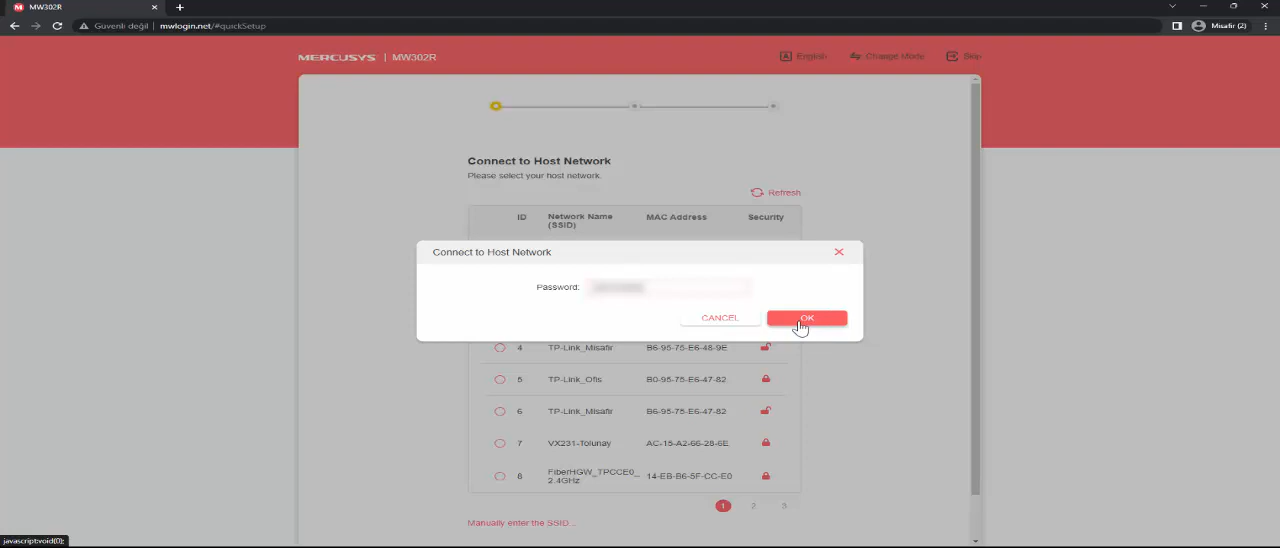 MW302R
Güvenli değil | mwlogin.net/#quickSetup
Misafir (2)
MERCUSYS | MW302R
English
Change Mode
Skip
Connect to Host Network
Please select your host network.
Refresh
ID Network Name (SSID) MAC Address Security
Connect to Host Network
Password:
CANCEL OK
4 TP-Link_Misafir B6-95-75-E6-48-9E
5 TP-Link_Ofis B0-95-75-E6-47-82
6 TP-Link_Misafir B6-95-75-E6-47-82
7 VX231-Tolunay AC-15-A2-66-28-6E
8 FiberHGW_TPCCE0_2.4GHz 14-EB-B6-5F-CC-E0
1 2 3
Manually enter the SSID ...
javascript:void(0);